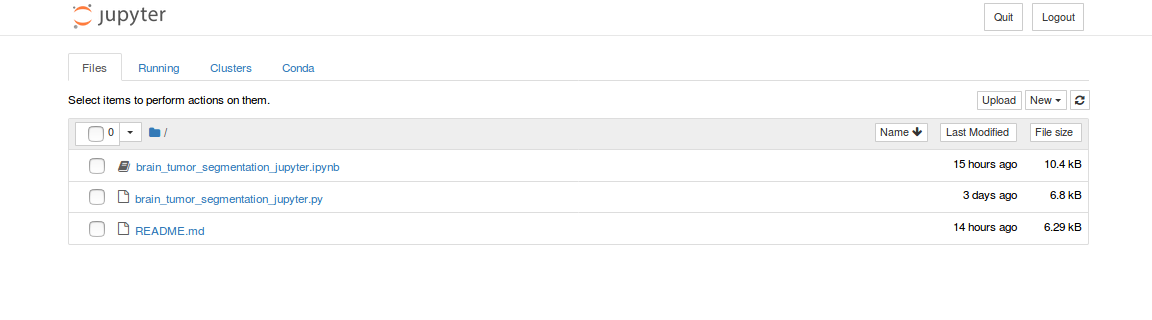 jupyter
Quit Logout
Files Running Clusters Conda
Select items to perform actions on them. Upload New
0 / Name Last Modified File size
brain_tumor_segmentation_jupyter.ipynb 15 hours ago 10.4 kB
brain_tumor_segmentation_jupyter.py 3 days ago 6.8 kB
README.md 14 hours ago 6.29 kB